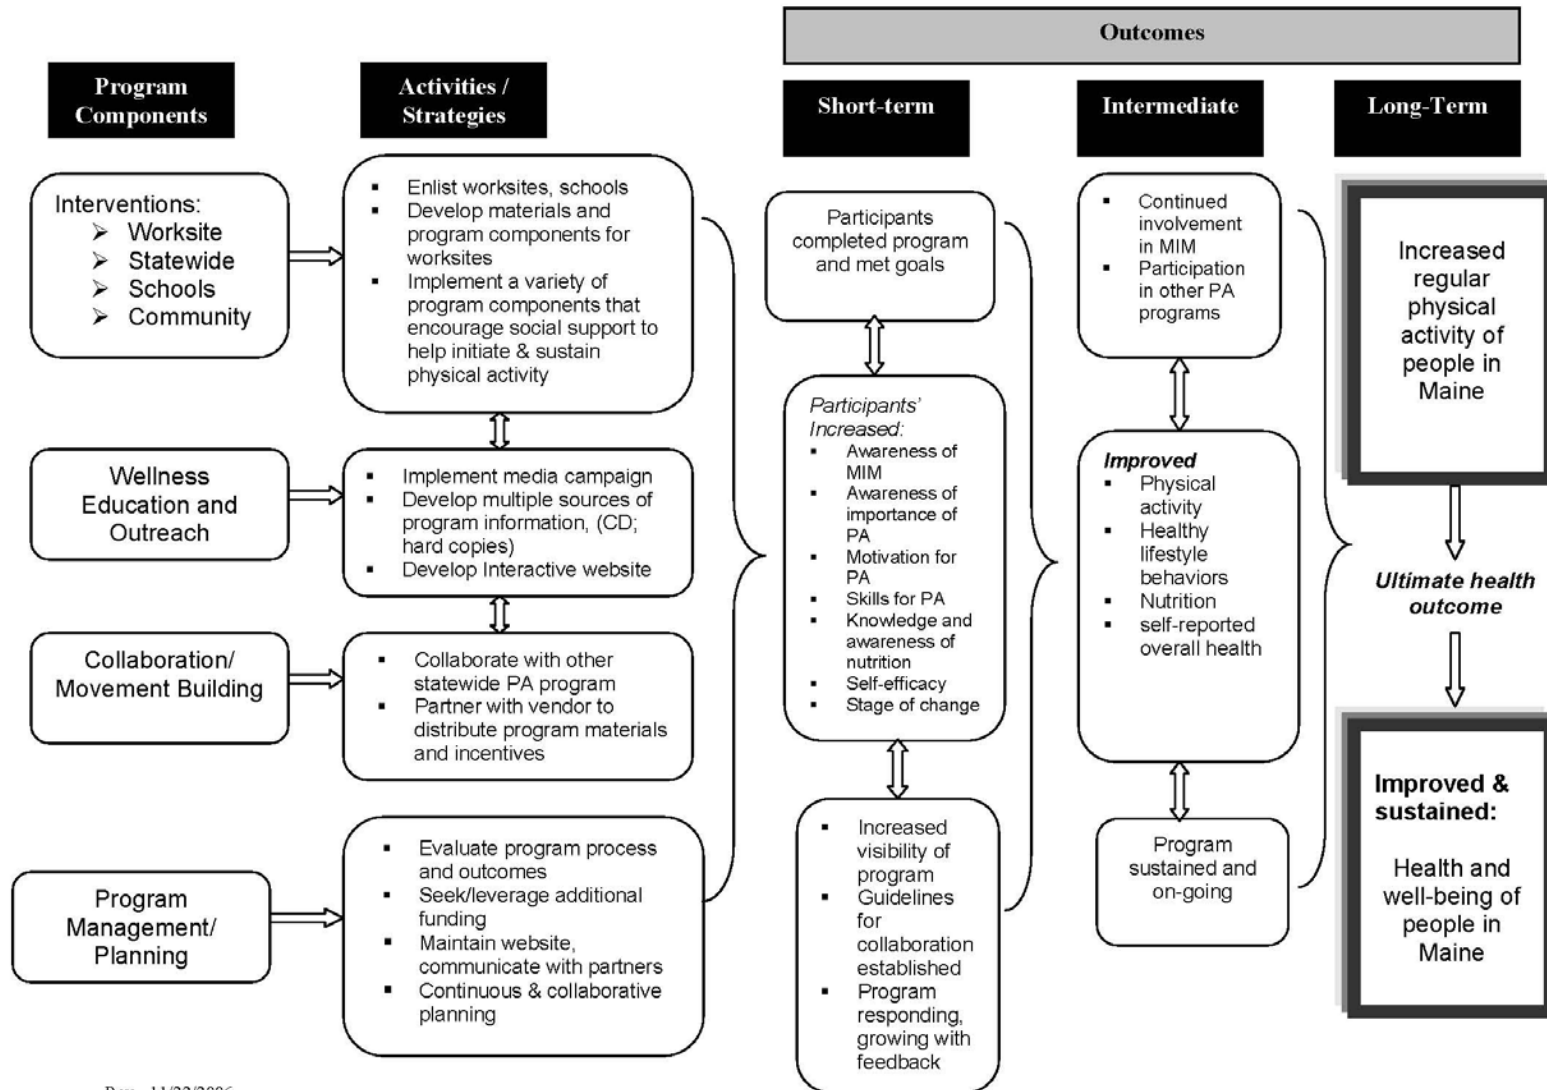 Outcomes
Program
Components
Activities /
Strategies
Short-term
Intermediate
Long-Term
Interventions:
➢ Worksite
➢ Statewide
➢ Schools
➢ Community
▪ Enlist worksites, schools
▪ Develop materials and
program components for
worksites
▪ Implement a variety of
program components that
encourage social support to
help initiate & sustain
physical activity
Wellness
Education and
Outreach
▪ Implement media campaign
▪ Develop multiple sources of
program information, (CD;
hard copies)
▪ Develop Interactive website
Collaboration/
Movement Building
▪ Collaborate with other
statewide PA program
▪ Partner with vendor to
distribute program materials
and incentives
Program
Management/
Planning
▪ Evaluate program process
and outcomes
▪ Seek/leverage additional
funding
▪ Maintain website,
communicate with partners
▪ Continuous & collaborative
planning
Participants
completed program
and met goals
Participants'
Increased:
▪ Awareness of
MIM
▪ Awareness of
importance of
PA
▪ Motivation for
PA
▪ Skills for PA
▪ Knowledge and
awareness of
nutrition
▪ Self-efficacy
▪ Stage of change
▪ Increased
visibility of
program
▪ Guidelines
for
collaboration
established
▪ Program
responding,
growing with
feedback
▪ Continued
involvement
in MIM
▪ Participation
in other PA
programs
Improved
▪ Physical
activity
▪ Healthy
lifestyle
behaviors
▪ Nutrition
▪ self-reported
overall health
Program
sustained and
on-going
Increased
regular
physical
activity of
people in
Maine
Ultimate health
outcome
Improved &
sustained:
Health and
well-being of
people in
Maine
11/22/2006